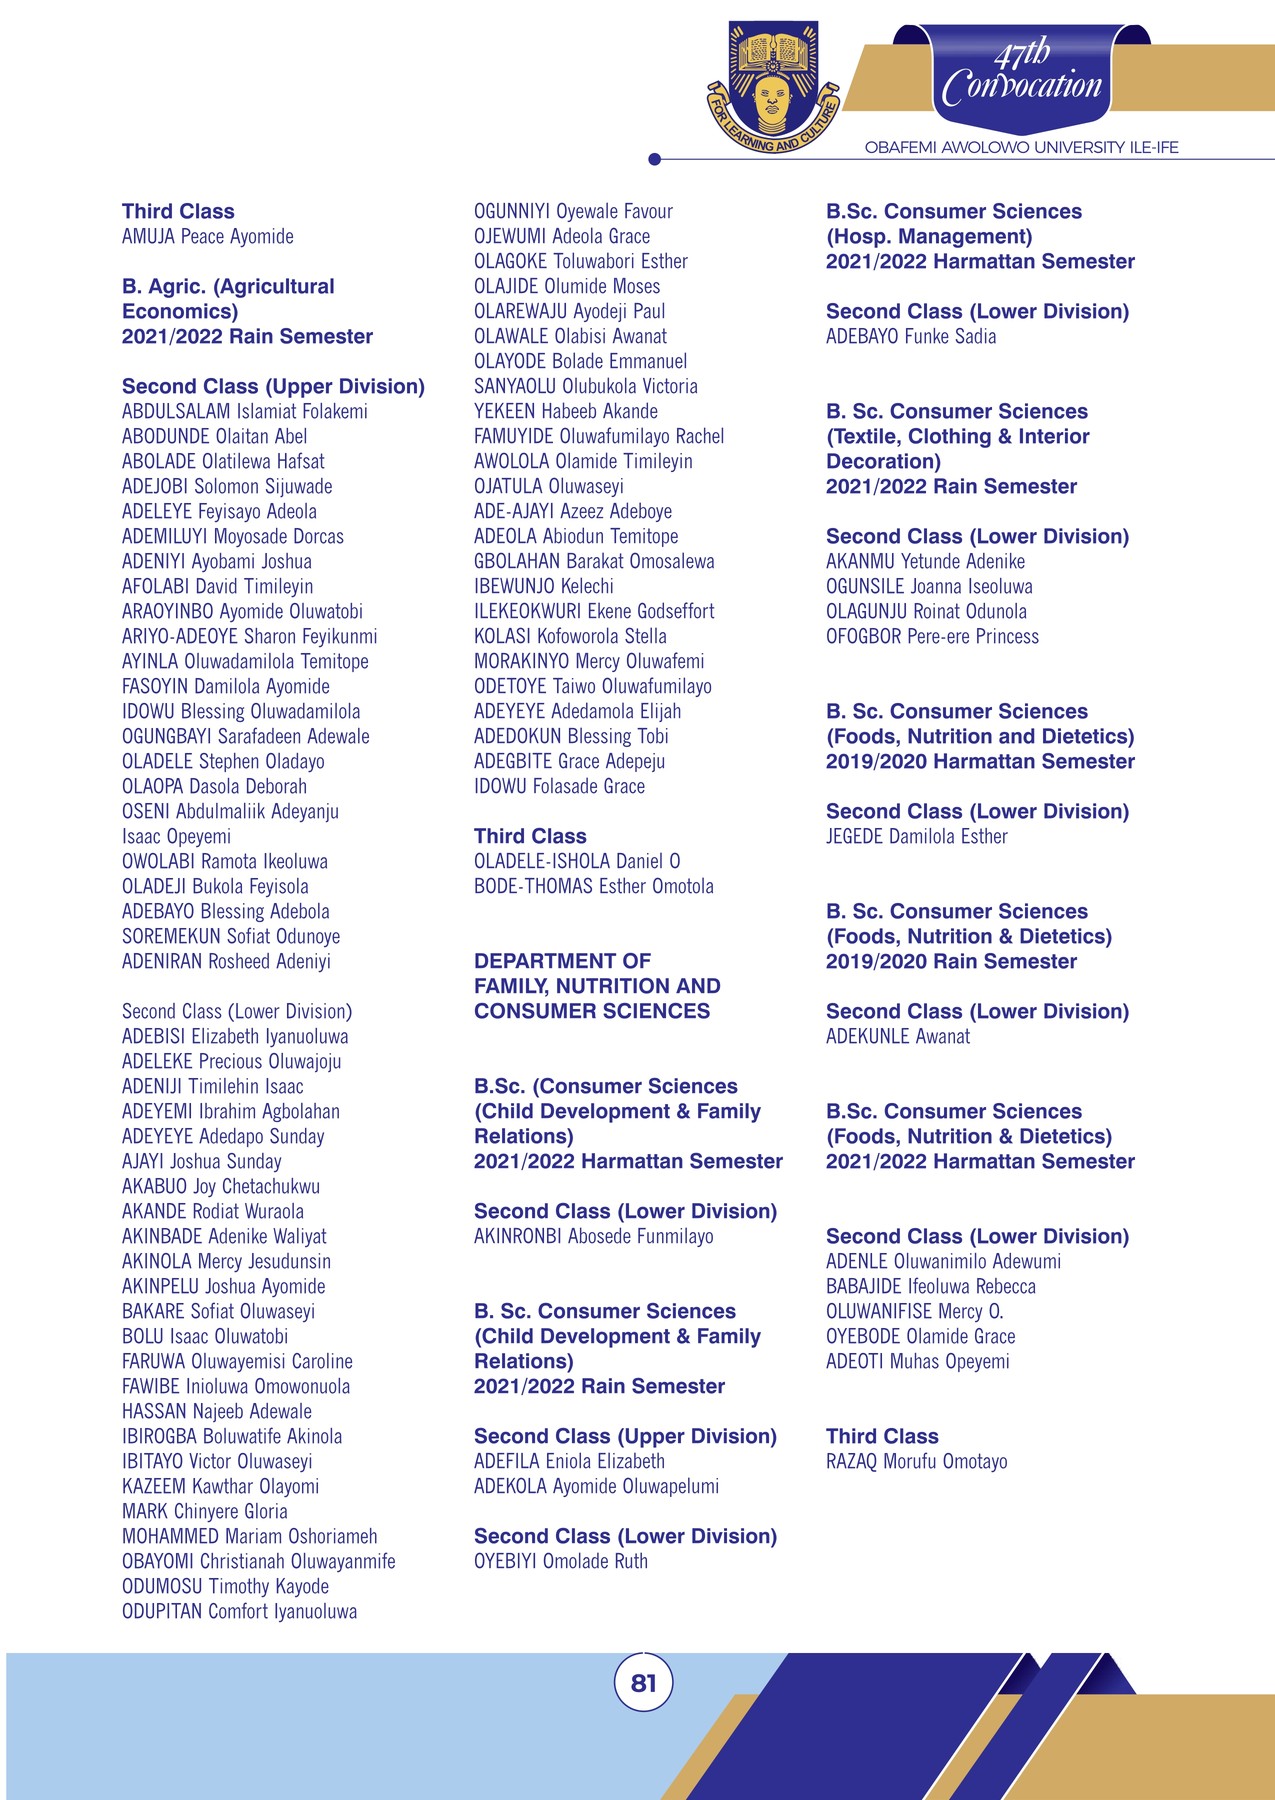 FOR LEARNING AND CULTURE
47th
Convocation
OBAFEMI AWOLOWO UNIVERSITY ILE-IFE
Third Class
AMUJA Peace Ayomide
B. Agric. (Agricultural
Economics)
2021/2022 Rain Semester
Second Class (Upper Division)
ABDULSALAM Islamiat Folakemi
ABODUNDE Olaitan Abel
ABOLADE Olatilewa Hafsat
ADEJOBI Solomon Sijuwade
ADELEYE Feyisayo Adeola
ADEMILUYI Moyosade Dorcas
ADENIYI Ayobami Joshua
AFOLABI David Timileyin
ARAOYINBO Ayomide Oluwatobi
ARIYO-ADEOYE Sharon Feyikunmi
AYINLA Oluwadamilola Temitope
FASOYIN Damilola Ayomide
IDOWU Blessing Oluwadamilola
OGUNGBAYI Sarafadeen Adewale
OLADELE Stephen Oladayo
OLAOPA Dasola Deborah
OSENI Abdulmaliik Adeyanju
Isaac Opeyemi
OWOLABI Ramota Ikeoluwa
OLADEJI Bukola Feyisola
ADEBAYO Blessing Adebola
SOREMEKUN Sofiat Odunoye
ADENIRAN Rosheed Adeniyi
Second Class (Lower Division)
ADEBISI Elizabeth Iyanuoluwa
ADELEKE Precious Oluwajoju
ADENIJI Timilehin Isaac
ADEYEMI Ibrahim Agbolahan
ADEYEYE Adedapo Sunday
AJAYI Joshua Sunday
AKABUO Joy Chetachukwu
AKANDE Rodiat Wuraola
AKINBADE Adenike Waliyat
AKINOLA Mercy Jesudunsin
AKINPELU Joshua Ayomide
BAKARE Sofiat Oluwaseyi
BOLU Isaac Oluwatobi
FARUWA Oluwayemisi Caroline
FAWIBE Inioluwa Omowonuola
HASSAN Najeeb Adewale
IBIROGBA Boluwatife Akinola
IBITAYO Victor Oluwaseyi
KAZEEM Kawthar Olayomi
MARK Chinyere Gloria
MOHAMMED Mariam Oshoriameh
OBAYOMI Christianah Oluwayanmife
ODUMOSU Timothy Kayode
ODUPITAN Comfort Iyanuoluwa
OGUNNIYI Oyewale Favour
OJEWUMI Adeola Grace
OLAGOKE Toluwabori Esther
OLAJIDE Olumide Moses
OLAREWAJU Ayodeji Paul
OLAWALE Olabisi Awanat
OLAYODE Bolade Emmanuel
SANYAOLU Olubukola Victoria
YEKEEN Habeeb Akande
FAMUYIDE Oluwafumilayo Rachel
AWOLOLA Olamide Timileyin
OJATULA Oluwaseyi
ADE-AJAYI Azeez Adeboye
ADEOLA Abiodun Temitope
GBOLAHAN Barakat Omosalewa
IBEWUNJO Kelechi
ILEKEOKWURI Ekene Godseffort
KOLASI Kofoworola Stella
MORAKINYO Mercy Oluwafemi
ODETOYE Taiwo Oluwafumilayo
ADEYEYE Adedamola Elijah
ADEDOKUN Blessing Tobi
ADEGBITE Grace Adepeju
IDOWU Folasade Grace
Third Class
OLADELE-ISHOLA Daniel O
BODE-THOMAS Esther Omotola
DEPARTMENT OF
FAMILY, NUTRITION AND
CONSUMER SCIENCES
B.Sc. (Consumer Sciences
(Child Development & Family
Relations)
2021/2022 Harmattan Semester
Second Class (Lower Division)
AKINRONBI Abosede Funmilayo
B. Sc. Consumer Sciences
(Child Development & Family
Relations)
2021/2022 Rain Semester
Second Class (Upper Division)
ADEFILA Eniola Elizabeth
ADEKOLA Ayomide Oluwapelumi
Second Class (Lower Division)
OYEBIYI Omolade Ruth
B.Sc. Consumer Sciences
(Hosp. Management)
2021/2022 Harmattan Semester
Second Class (Lower Division)
ADEBAYO Funke Sadia
B. Sc. Consumer Sciences
(Textile, Clothing & Interior
Decoration)
2021/2022 Rain Semester
Second Class (Lower Division)
AKANMU Yetunde Adenike
OGUNSILE Joanna Iseoluwa
OLAGUNJU Roinat Odunola
OFOGBOR Pere-ere Princess
B. Sc. Consumer Sciences
(Foods, Nutrition and Dietetics)
2019/2020 Harmattan Semester
Second Class (Lower Division)
JEGEDE Damilola Esther
B. Sc. Consumer Sciences
(Foods, Nutrition & Dietetics)
2019/2020 Rain Semester
Second Class (Lower Division)
ADEKUNLE Awanat
B.Sc. Consumer Sciences
(Foods, Nutrition & Dietetics)
2021/2022 Harmattan Semester
Second Class (Lower Division)
ADENLE Oluwanimilo Adewumi
BABAJIDE Ifeoluwa Rebecca
OLUWANIFISE Mercy O.
OYEBODE Olamide Grace
ADEOTI Muhas Opeyemi
Third Class
RAZAQ Morufu Omotayo
81